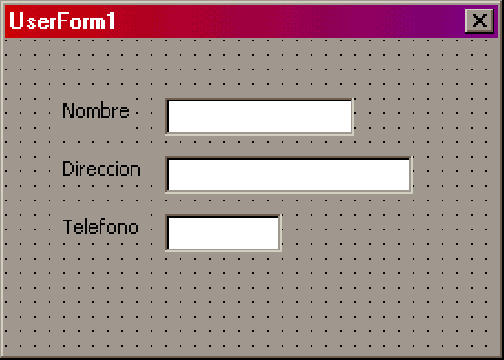 UserForm1
Nombre
Direccion
Telefono